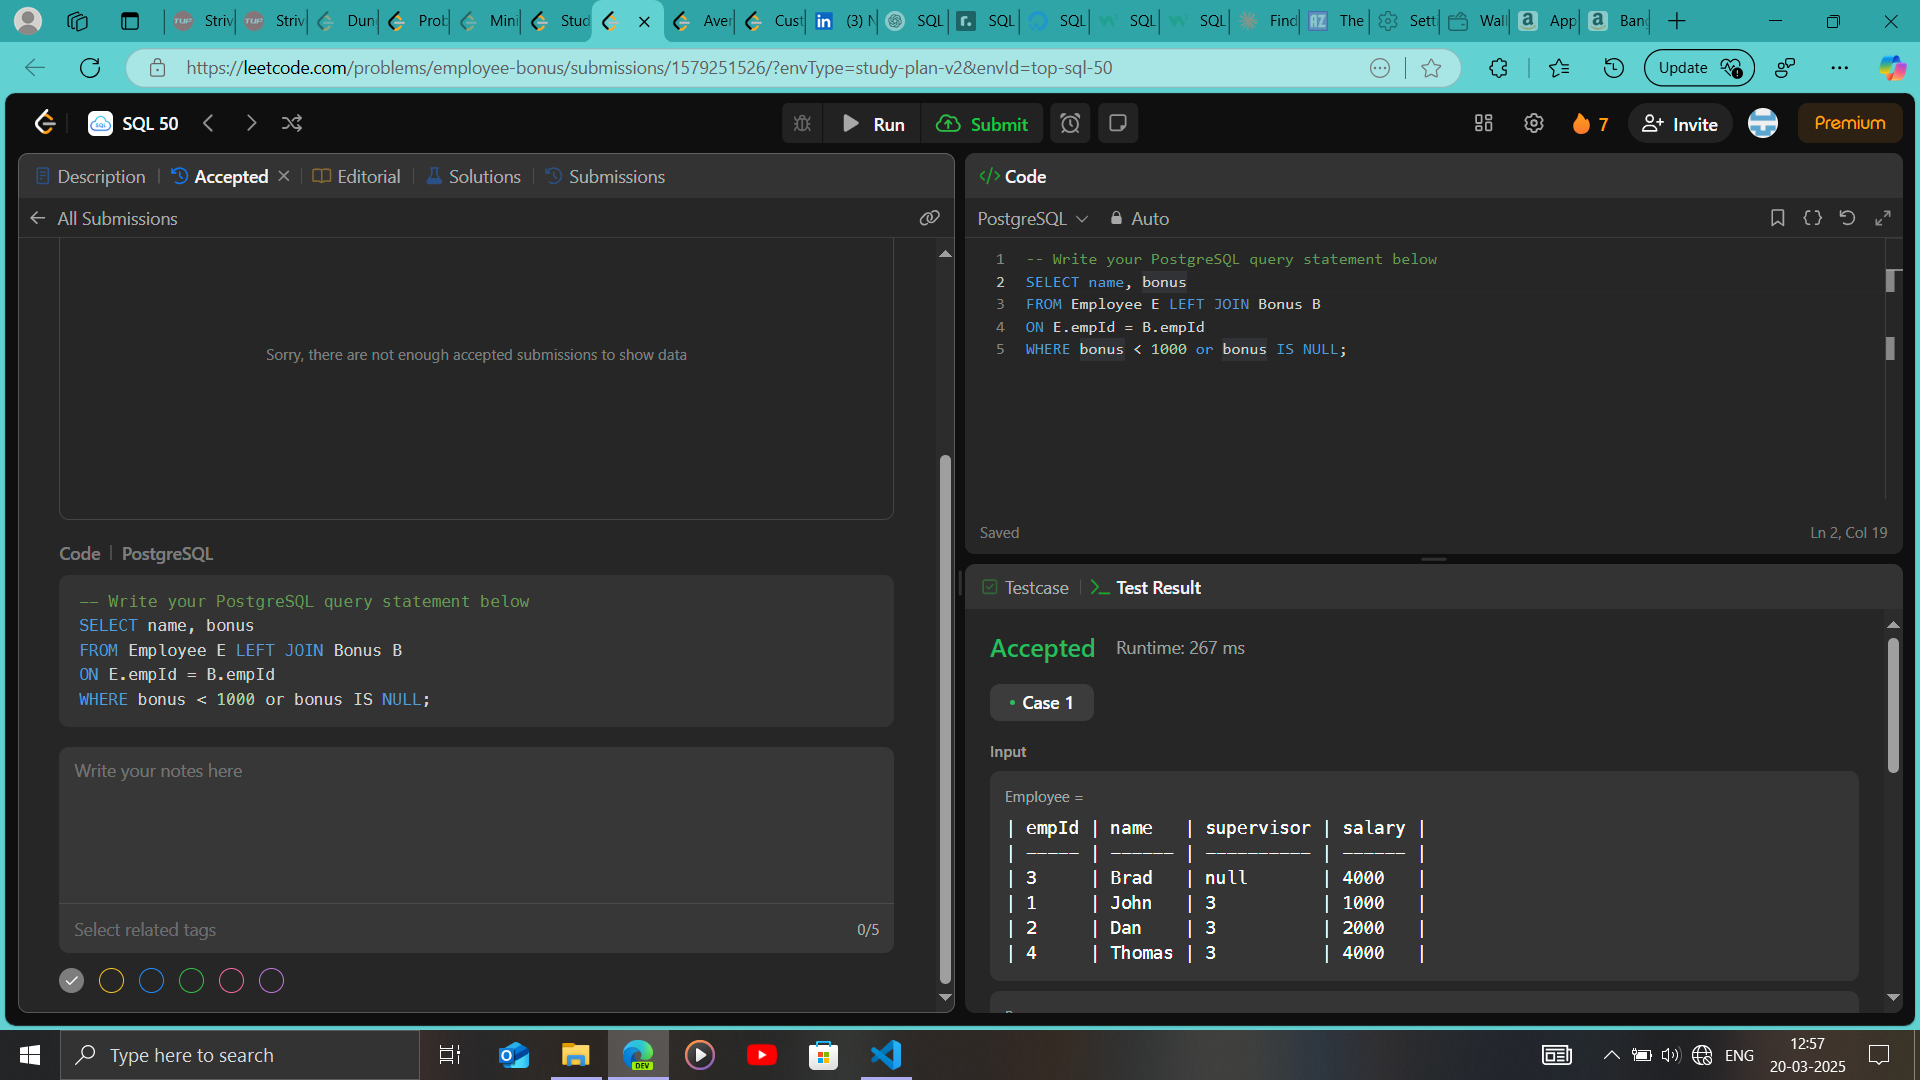 Striv
Striv
Dun
Prob
Mini
Stud
Aver
Cust
(3) N
SQL
SQL
SQL
SQL
SQL
Find
The
Setti
Wall
App
Ban
https://leetcode.com/problems/employee-bonus/submissions/1579251526/?envType=study-plan-v2&envId=top-sql-50
Update
SQL 50
Run
Submit
7
Invite
Premium
Description
Accepted
Editorial
Solutions
Submissions
All Submissions
Sorry, there are not enough accepted submissions to show data
Code | PostgreSQL
-- Write your PostgreSQL query statement below
SELECT name, bonus
FROM Employee E LEFT JOIN Bonus B
ON E.empId = B.empId
WHERE bonus < 1000 or bonus IS NULL;
Write your notes here
Select related tags
0/5
</> Code
PostgreSQL
Auto
1 -- Write your PostgreSQL query statement below
2 SELECT name, bonus
3 FROM Employee E LEFT JOIN Bonus B
4 ON E.empId = B.empId
5 WHERE bonus < 1000 or bonus IS NULL;
Saved
Ln 2, Col 19
Testcase
Test Result
Accepted
Runtime: 267 ms
Case 1
Input
Employee =
| empId | name   | supervisor | salary |
| ----- | ------ | ---------- | ------ |
| 3     | Brad   | null       | 4000   |
| 1     | John   | 3          | 1000   |
| 2     | Dan    | 3          | 2000   |
| 4     | Thomas | 3          | 4000   |
Type here to search
DEV
ENG
12:57
20-03-2025